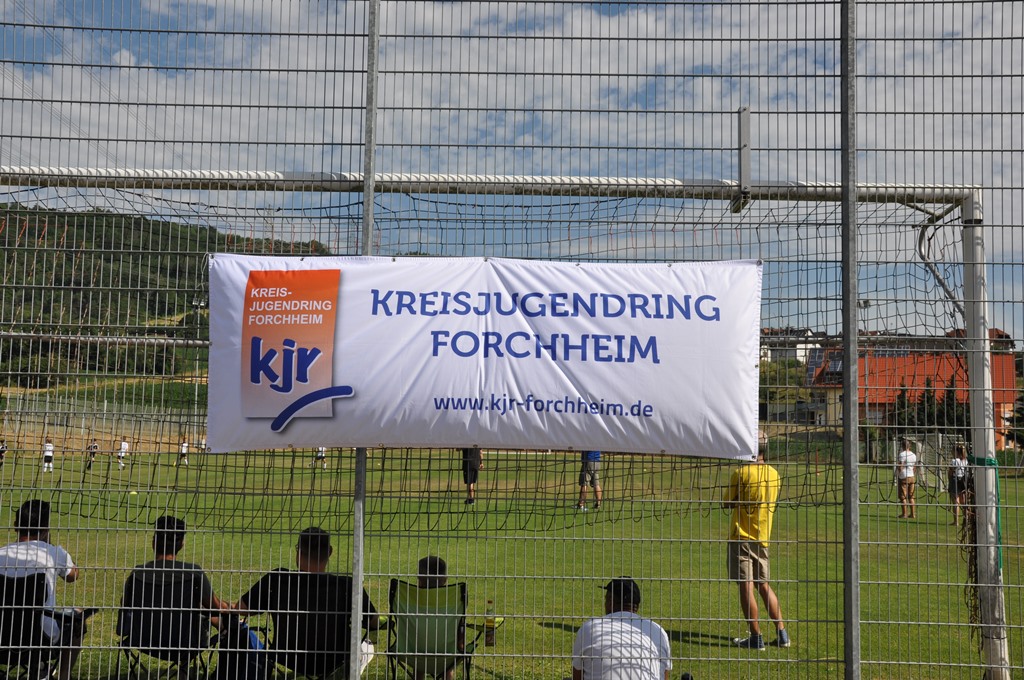 KREIS-
JUGENDRING
FORCHHEIM
kjr
KREISJUGENDRING
FORCHHEIM
www.kjr-forchheim.de